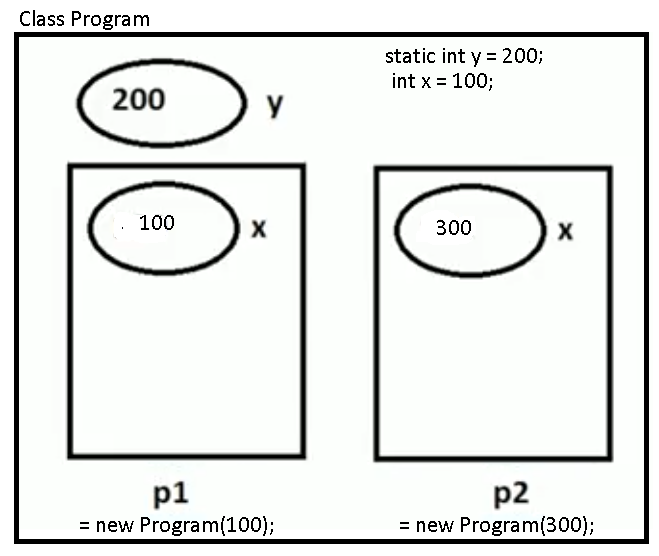 Class Program
static int y = 200;
int x = 100;
200 y
100 x
300 x
p1
= new Program(100);
p2
= new Program(300);